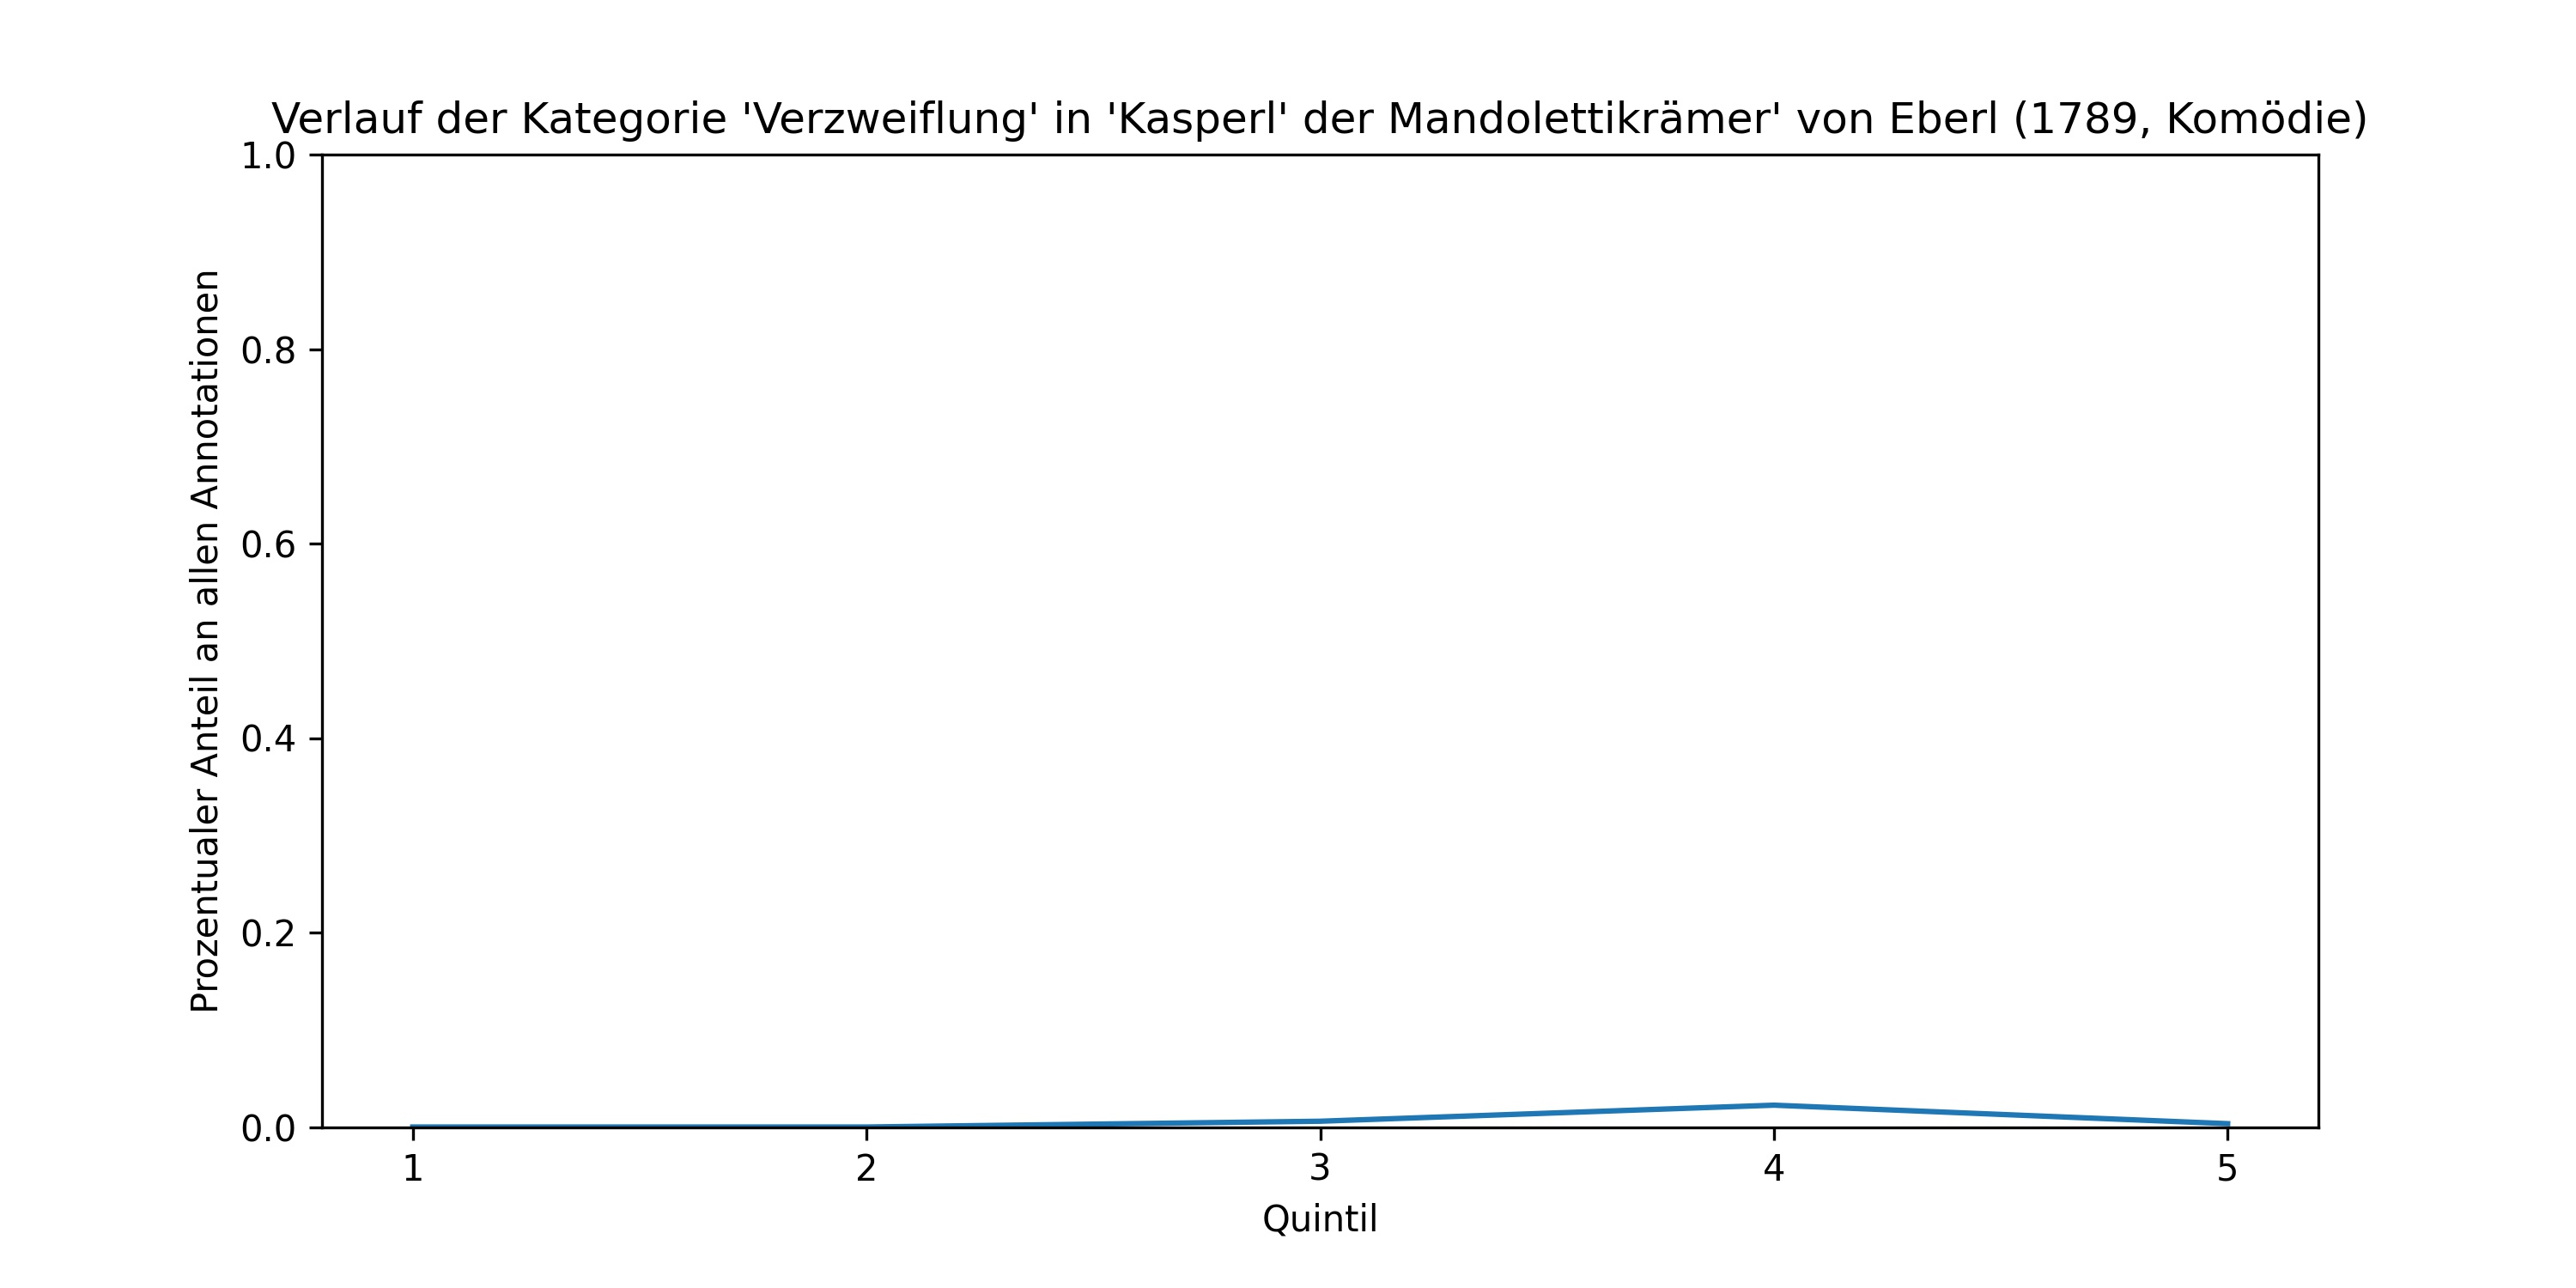 Verlauf der Kategorie 'Verzweiflung' in 'Kasperl' der Mandolettikrämer' von Eberl (1789, Komödie)
Prozentualer Anteil an allen Annotationen
1.0
0.8
0.6
0.4
0.2
0.0
1 2 3 4 5
Quintil